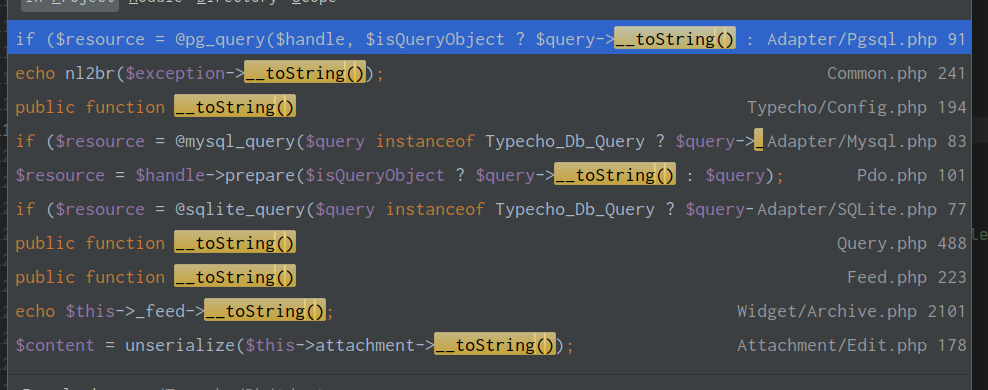 In Project Module Directory Scope
if ($resource = @pg_query($handle, $isQueryObject ? $query->__toString() : Adapter/Pgsql.php 91
echo nl2br($exception->__toString()); Common.php 241
public function __toString() Typecho/Config.php 194
if ($resource = @mysql_query($query instanceof Typecho_Db_Query ? $query->_ Adapter/Mysql.php 83
$resource = $handle->prepare($isQueryObject ? $query->__toString() : $query); Pdo.php 101
if ($resource = @sqlite_query($query instanceof Typecho_Db_Query ? $query- Adapter/SQLite.php 77
public function __toString() Query.php 488
public function __toString() Feed.php 223
echo $this->_feed->__toString(); Widget/Archive.php 2101
$content = unserialize($this->attachment->__toString()); Attachment/Edit.php 178